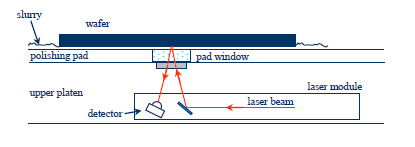 slurry
wafer
polishing pad
pad window
upper platen
laser module
laser beam
detector